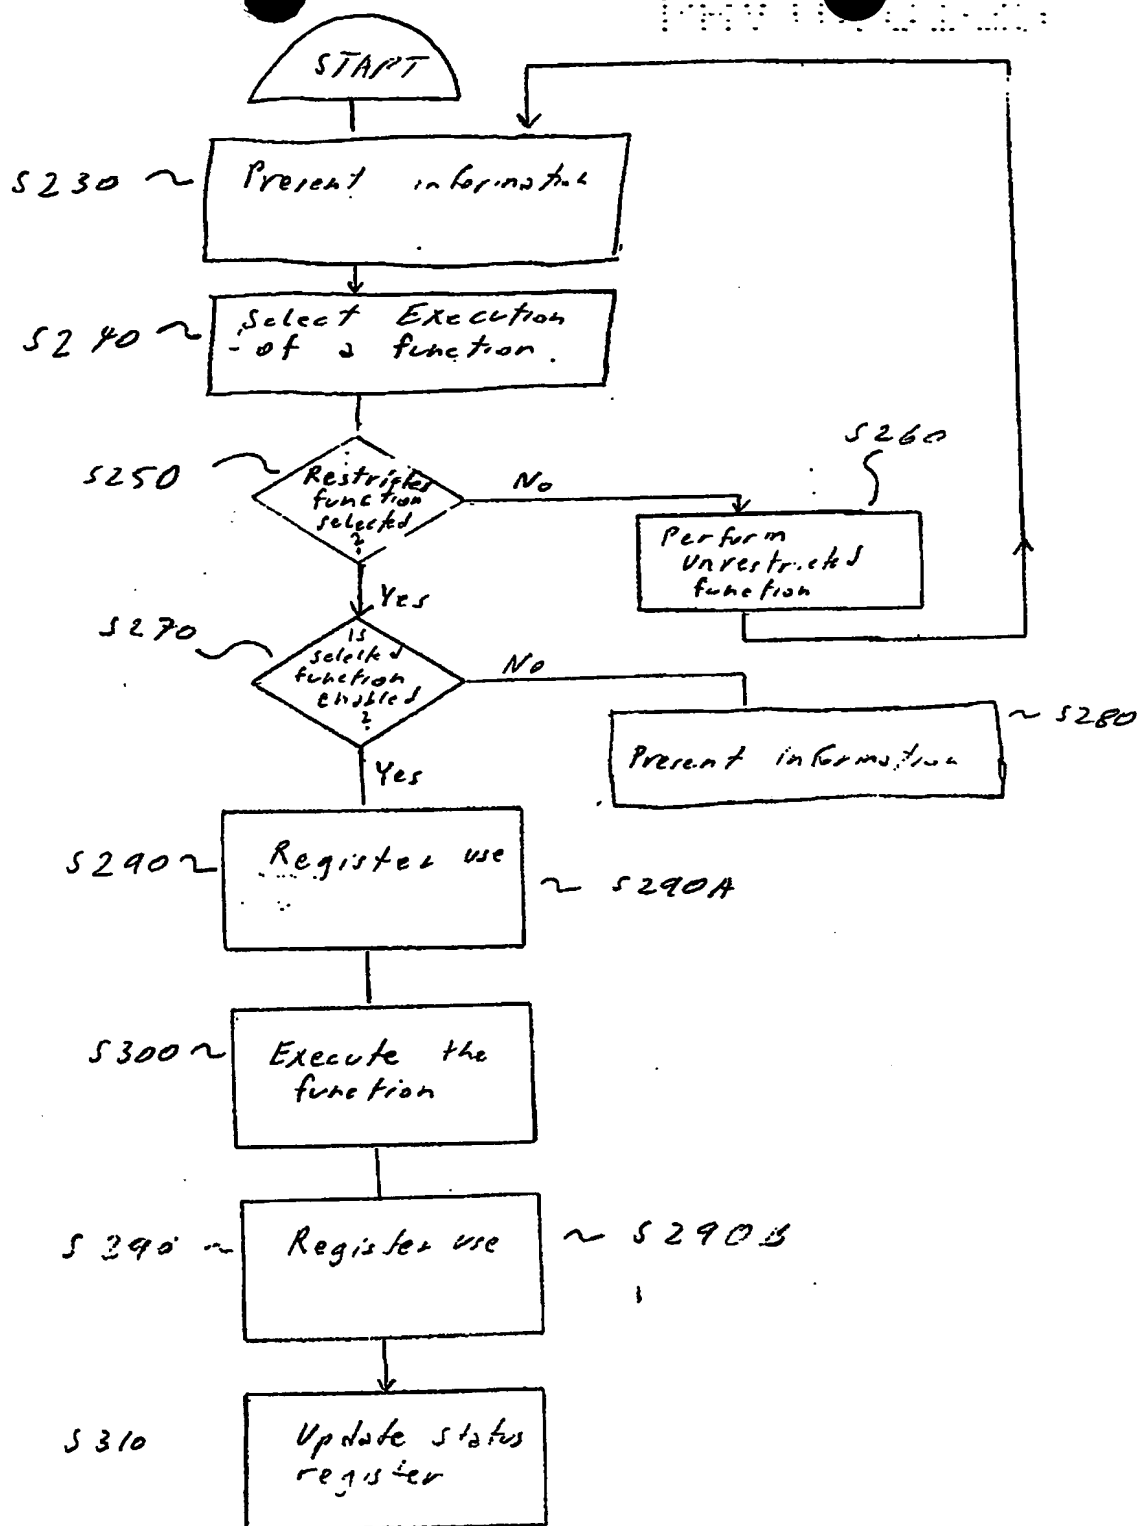 START
S230
Present information
S240
Select Execution
of a function.
S250
Restricted
function
selected
?
No
S260
Perform
unrestricted
function
Yes
S270
is
selected
function
enabled
?
No
S280
Present information
Yes
S290
Register use
S290A
S300
Execute the
function
S290
Register use
S290B
S310
Update status
register